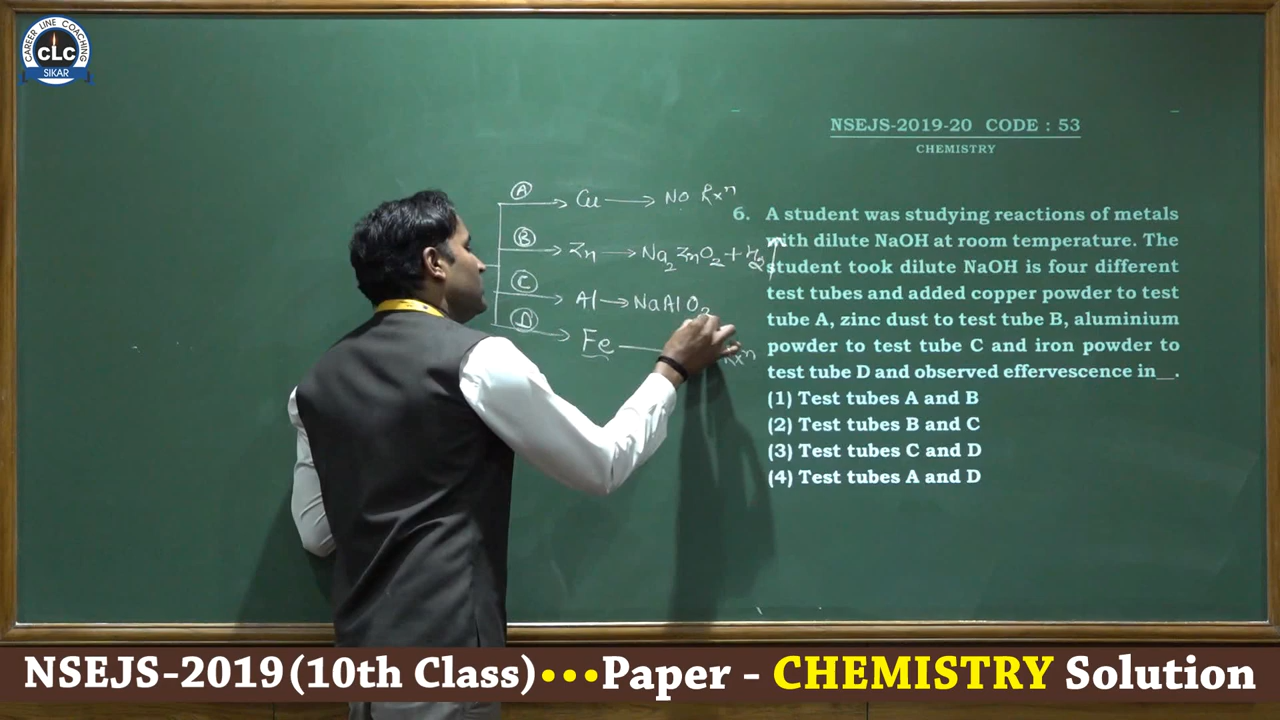 CAREER LINE COACHING
CLC
SIKAR
NSEJS-2019-20 CODE : 53
CHEMISTRY
Ⓐ Cu → No Rxⁿ
Ⓑ Zn → Na₂ZnO₂ + H₂↑
Ⓒ Al → NaAlO₂
Ⓓ Fe → Rxⁿ
6. A student was studying reactions of metals
with dilute NaOH at room temperature. The
student took dilute NaOH is four different
test tubes and added copper powder to test
tube A, zinc dust to test tube B, aluminium
powder to test tube C and iron powder to
test tube D and observed effervescence in__.
(1) Test tubes A and B
(2) Test tubes B and C
(3) Test tubes C and D
(4) Test tubes A and D
NSEJS-2019(10th Class)•••Paper - CHEMISTRY Solution